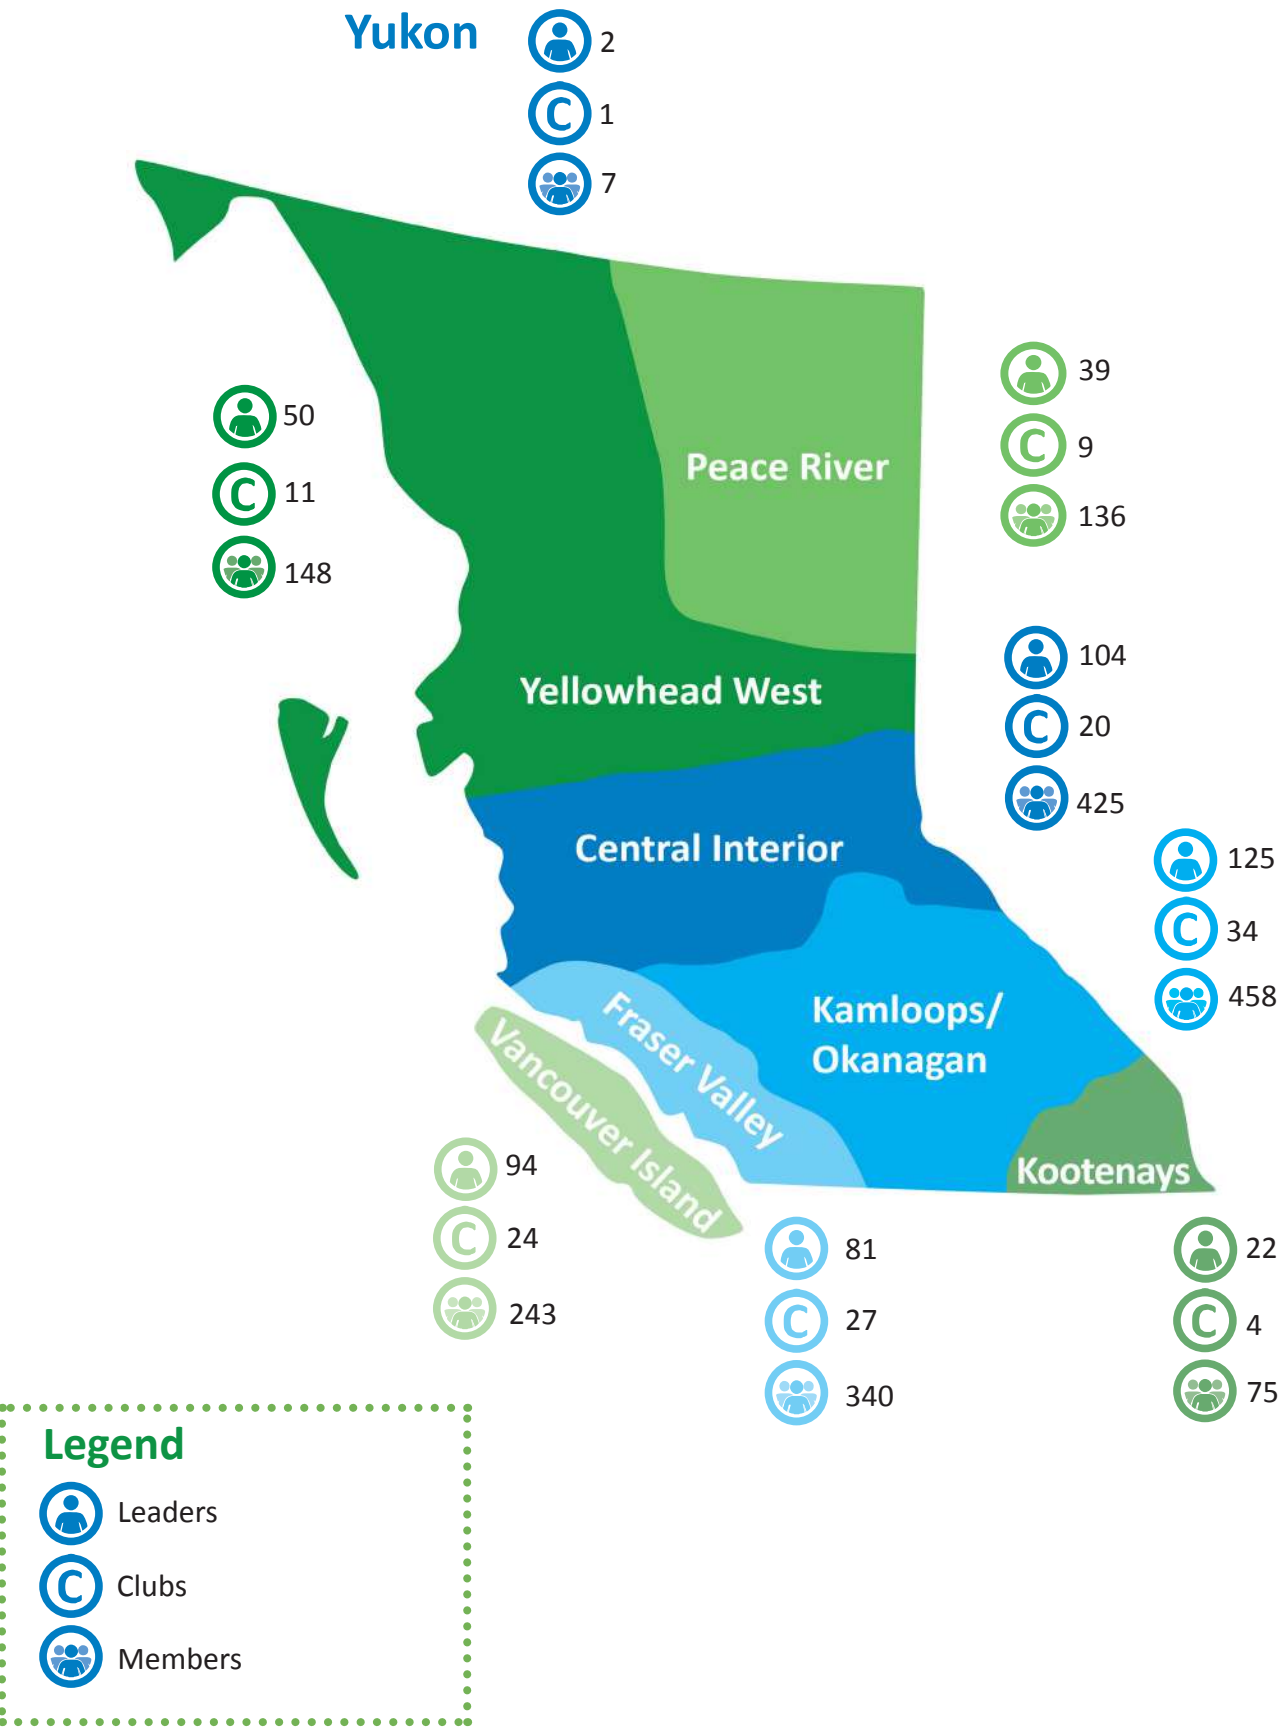 Yukon
2
C 1
7
50
C 11
148
39
C 9
136
Peace River
104
C 20
425
Yellowhead West
Central Interior
125
C 34
458
Kamloops/
Okanagan
Fraser Valley
Vancouver Island
Kootenays
94
C 24
243
81
C 27
340
22
C 4
75
Legend
Leaders
C Clubs
Members